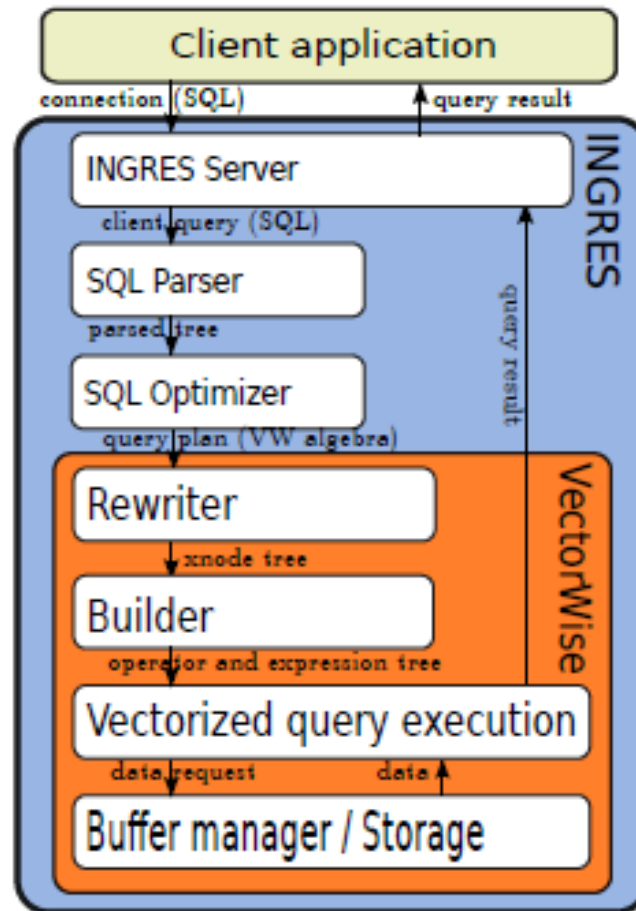 Client application
connection (SQL)
query result
INGRES
INGRES Server
client query (SQL)
SQL Parser
parsed tree
query result
SQL Optimizer
query plan (VW algebra)
VectorWise
Rewriter
xnode tree
Builder
operator and expression tree
Vectorized query execution
data request
data
Buffer manager / Storage